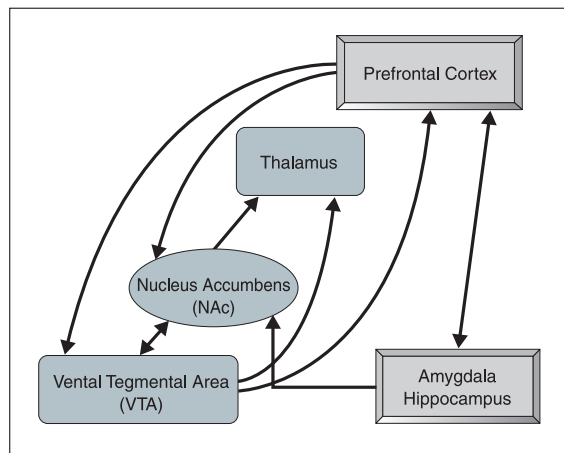 Prefrontal Cortex
Thalamus
Nucleus Accumbens
(NAc)
Vental Tegmental Area
(VTA)
Amygdala
Hippocampus